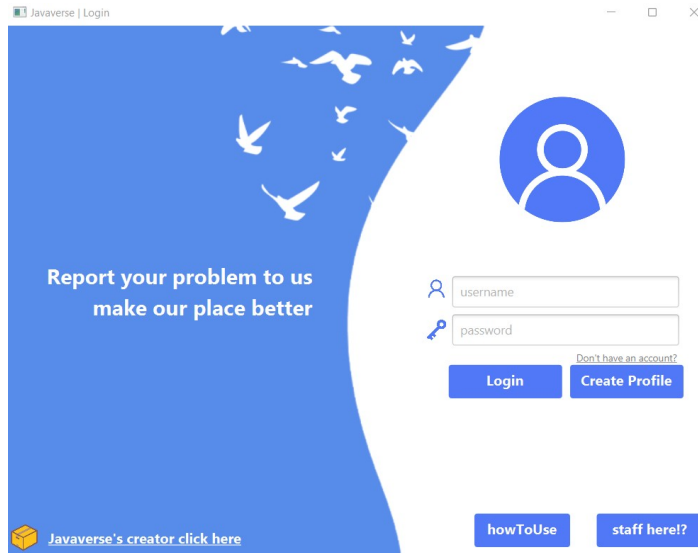 Javaverse | Login
Report your problem to us
make our place better
username
password
Don't have an account?
Login
Create Profile
Javaverse's creator click here
howToUse
staff here!?